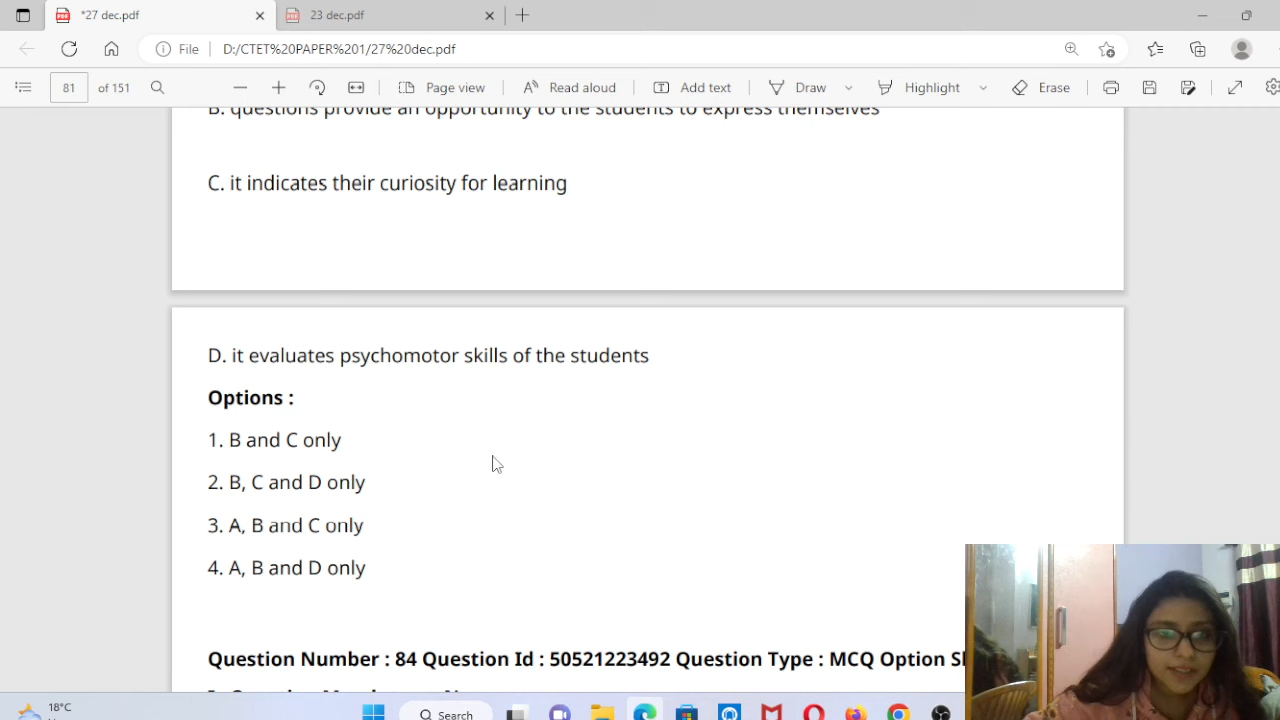 *27 dec.pdf
23 dec.pdf
File D:/CTET%20PAPER%201/27%20dec.pdf
81 of 151 Page view Read aloud Add text Draw Highlight Erase
B. questions provide an opportunity to the students to express themselves
C. it indicates their curiosity for learning
D. it evaluates psychomotor skills of the students
Options :
1. B and C only
2. B, C and D only
3. A, B and C only
4. A, B and D only
Question Number : 84 Question Id : 50521223492 Question Type : MCQ Option
18°C
Search